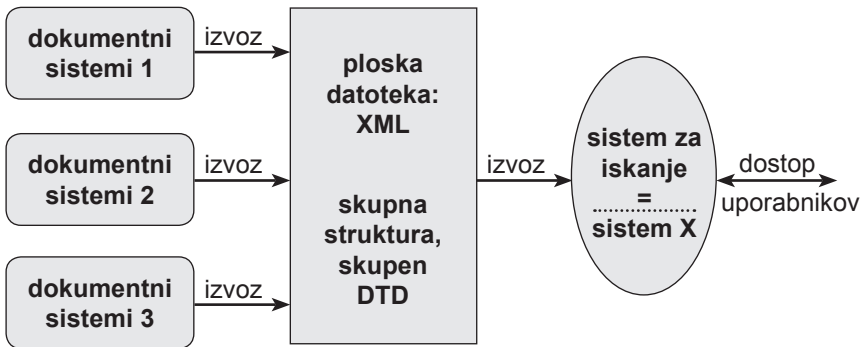 dokumentni
sistemi 1
izvoz
dokumentni
sistemi 2
izvoz
dokumentni
sistemi 3
izvoz
ploska
datoteka:
XML
skupna
struktura,
skupen
DTD
izvoz
sistem za
iskanje
=
sistem X
dostop
uporabnikov